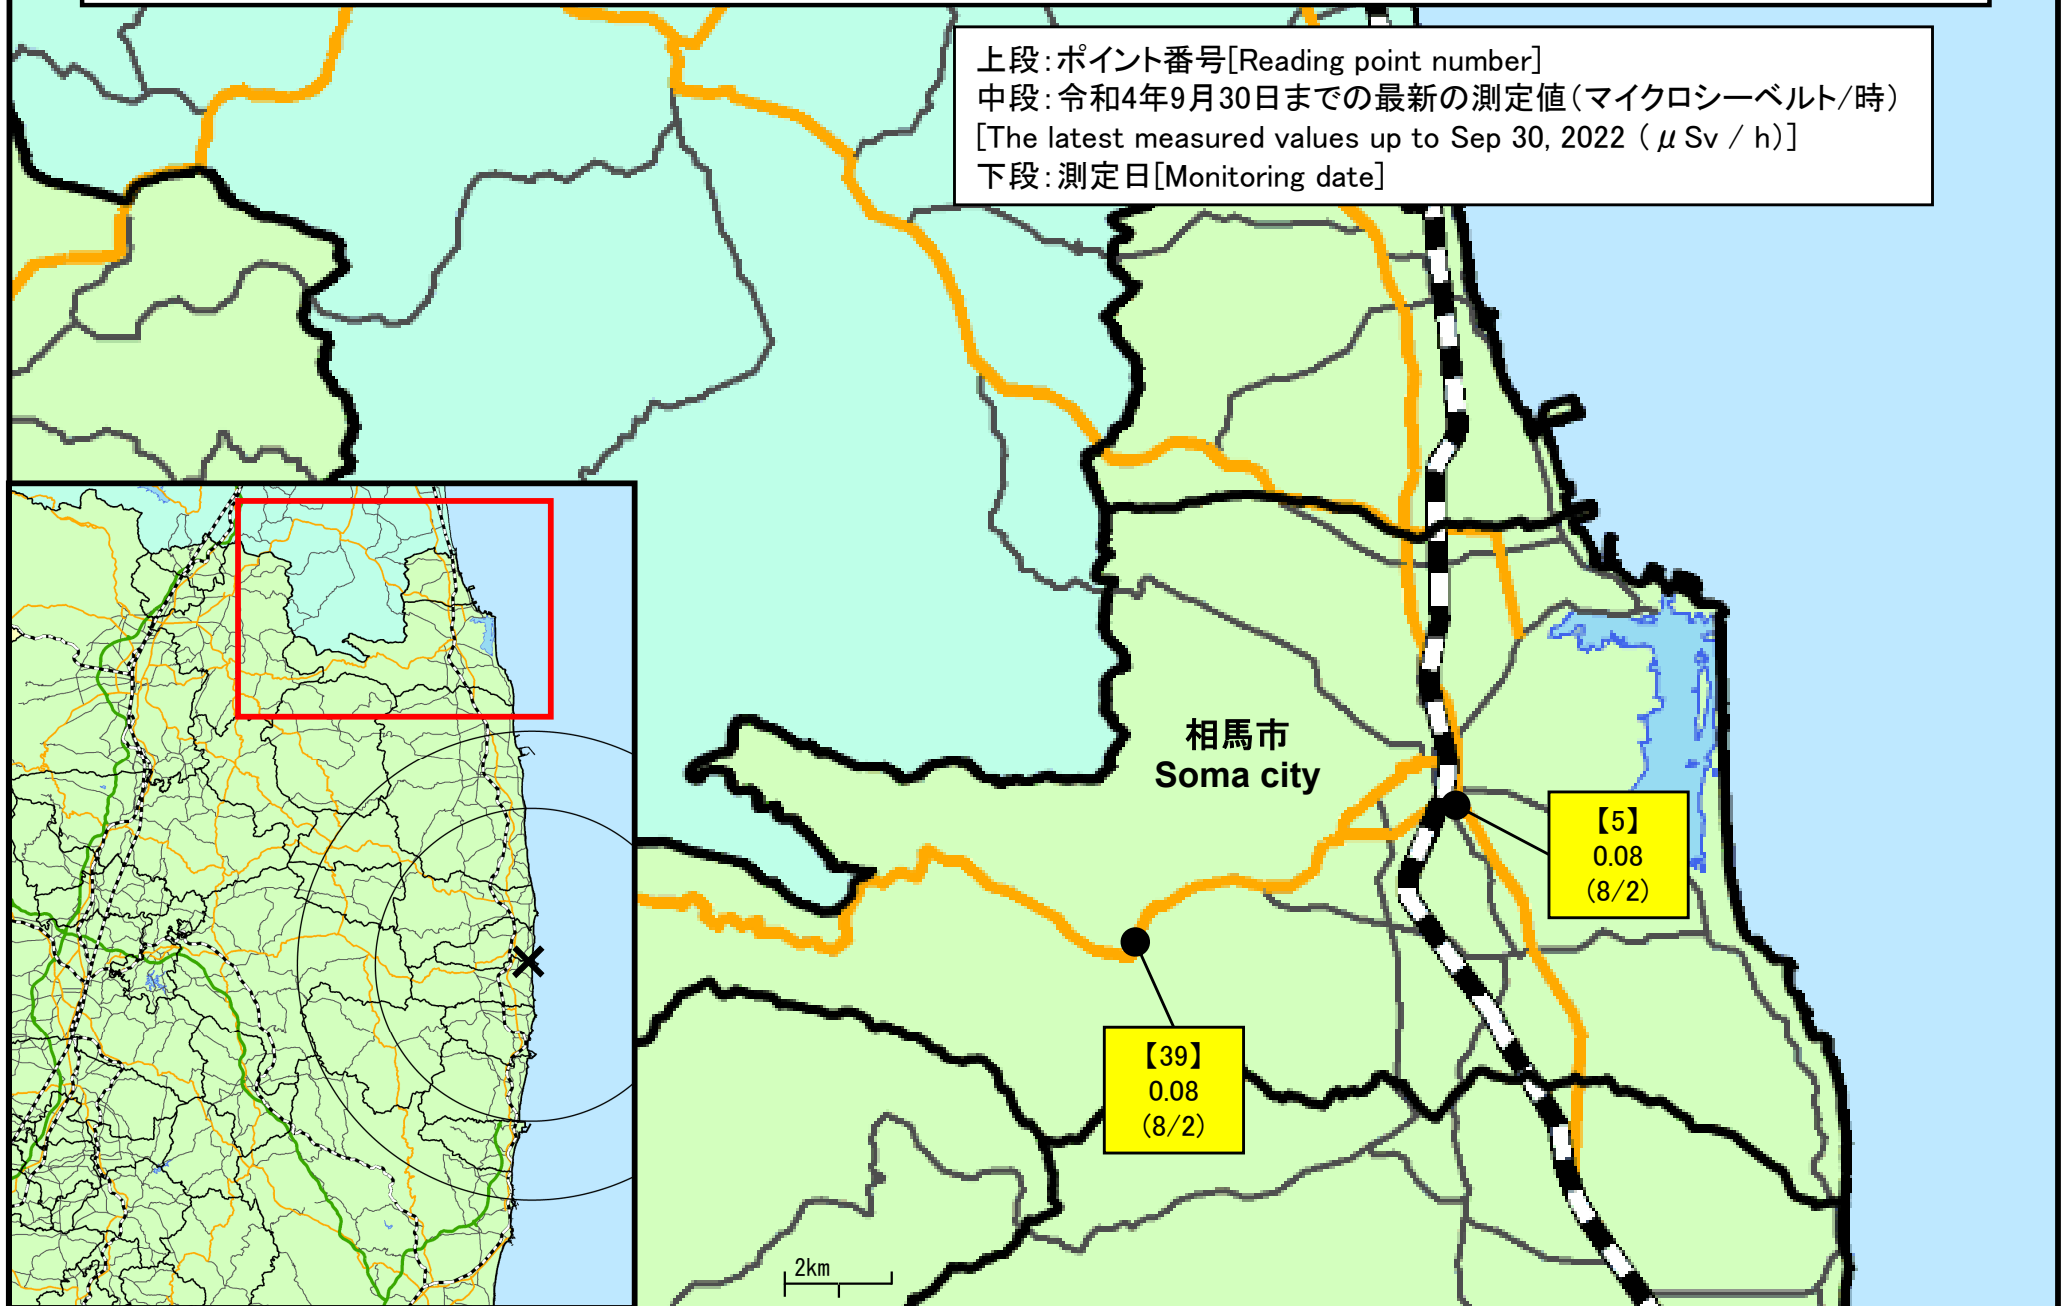 上段：ポイント番号[Reading point number]
中段：令和4年9月30日までの最新の測定値（マイクロシーベルト/時）
[The latest measured values up to Sep 30, 2022 ( μ Sv / h)]
下段：測定日[Monitoring date]
相馬市
Soma city
【5】
0.08
(8/2)
【39】
0.08
(8/2)
2km